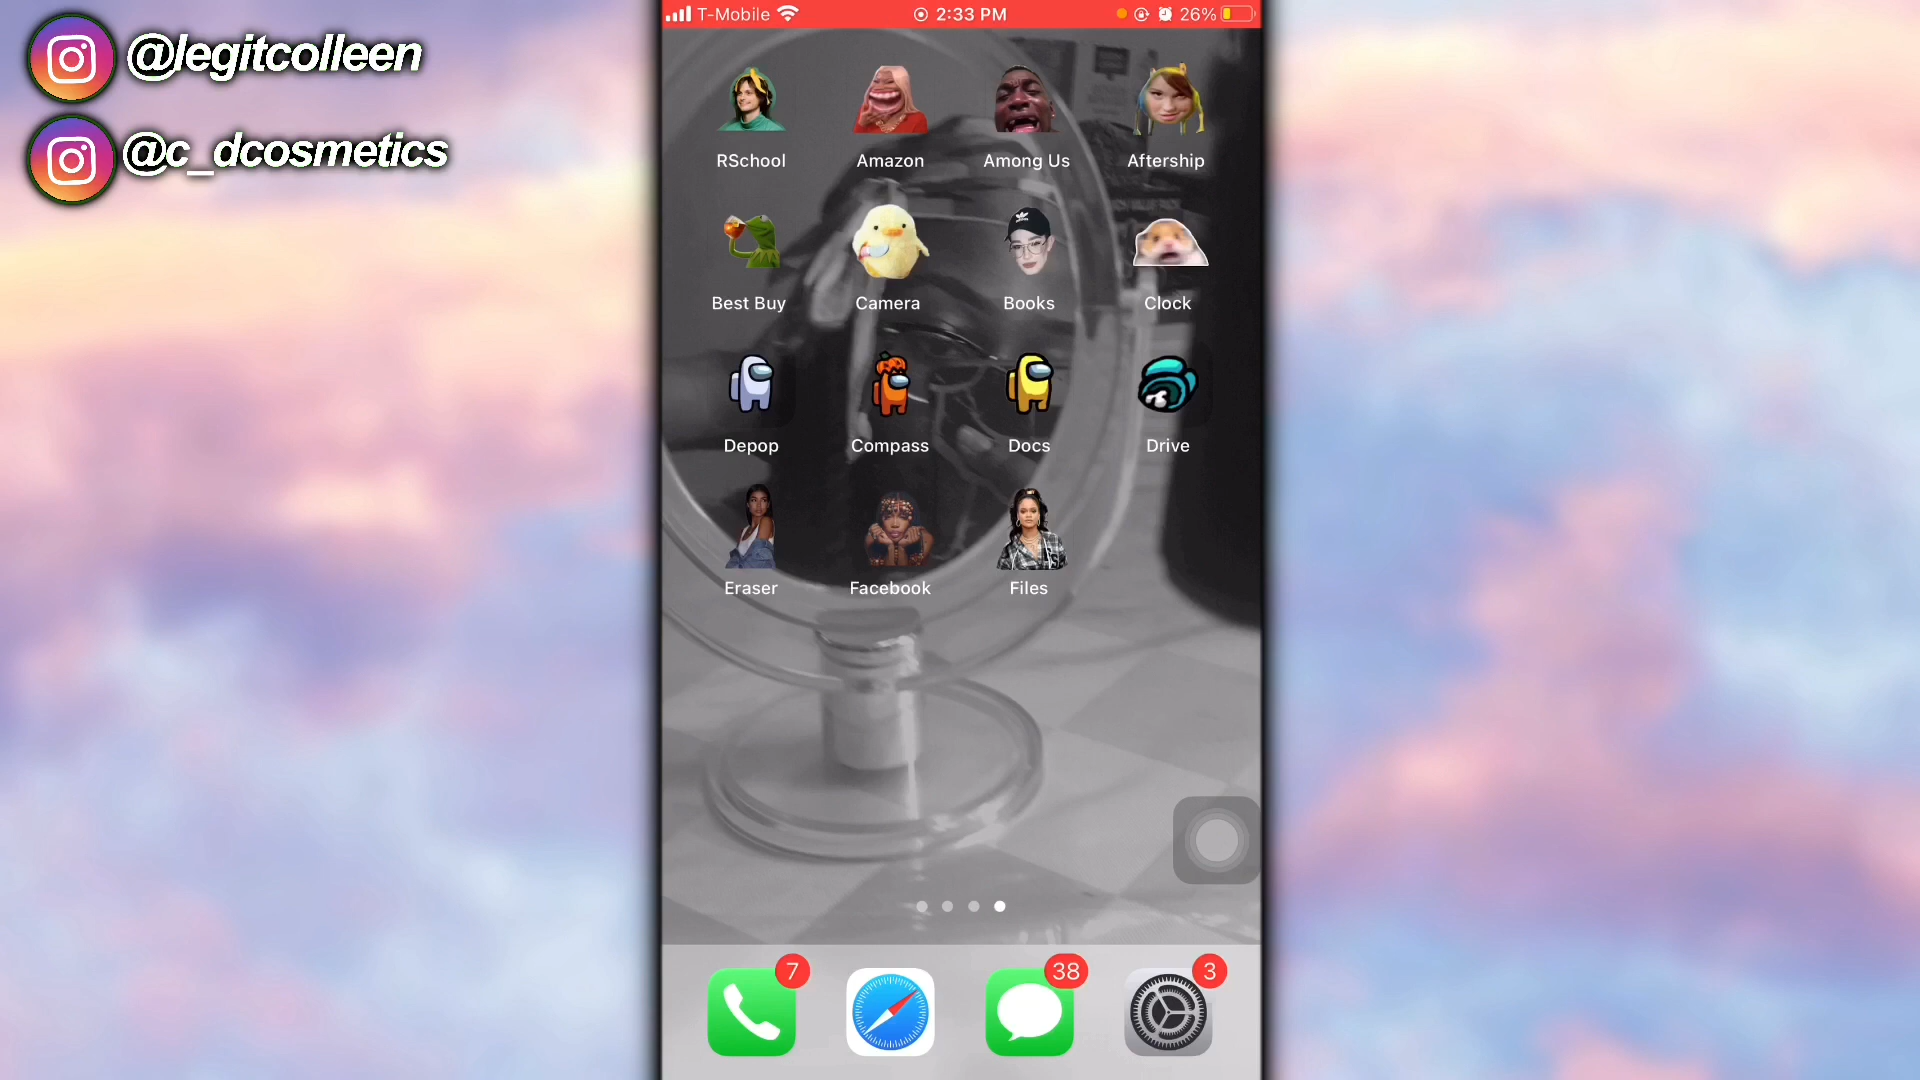 @legitcolleen
@c_dcosmetics
T-Mobile 2:33 PM 26%
RSchool Amazon Among Us Aftership
Best Buy Camera Books Clock
Depop Compass Docs Drive
Eraser Facebook Files
7 38 3